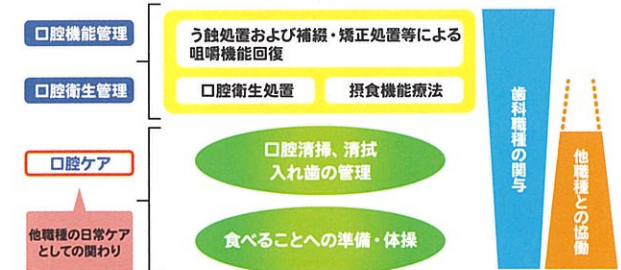 口腔機能管理
う蝕処置および補綴・矯正処置等による
咀嚼機能回復
口腔衛生管理
口腔衛生処置
摂食機能療法
口腔ケア
口腔清掃、清拭
入れ歯の管理
他職種の日常ケア
としての関わり
食べることへの準備・体操
歯科職種の関与
他職種との協働